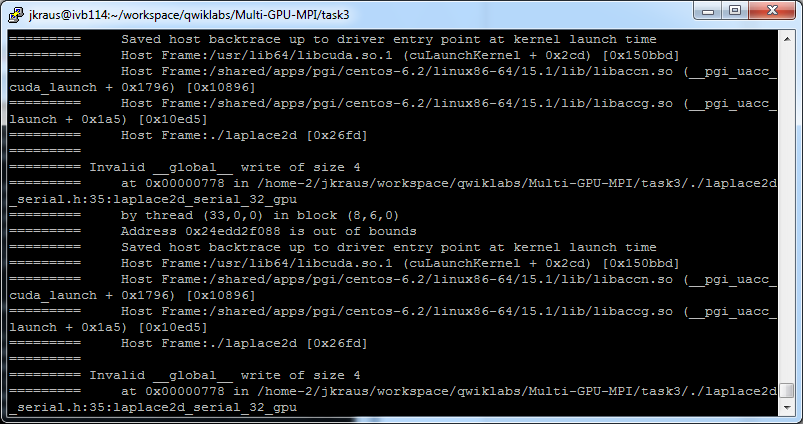 jkraus@ivb114:~/workspace/qwiklabs/Multi-GPU-MPI/task3
========= Saved host backtrace up to driver entry point at kernel launch time
========= Host Frame:/usr/lib64/libcuda.so.1 (cuLaunchKernel + 0x2cd) [0x150bbd]
========= Host Frame:/shared/apps/pgi/centos-6.2/linux86-64/15.1/lib/libaccn.so (__pgi_uacc_
cuda_launch + 0x1796) [0x10896]
========= Host Frame:/shared/apps/pgi/centos-6.2/linux86-64/15.1/lib/libaccg.so (__pgi_uacc_
launch + 0x1a5) [0x10ed5]
========= Host Frame:./laplace2d [0x26fd]
=========
========= Invalid __global__ write of size 4
========= at 0x00000778 in /home-2/jkraus/workspace/qwiklabs/Multi-GPU-MPI/task3/./laplace2d
_serial.h:35:laplace2d_serial_32_gpu
========= by thread (33,0,0) in block (8,6,0)
========= Address 0x24edd2f088 is out of bounds
========= Saved host backtrace up to driver entry point at kernel launch time
========= Host Frame:/usr/lib64/libcuda.so.1 (cuLaunchKernel + 0x2cd) [0x150bbd]
========= Host Frame:/shared/apps/pgi/centos-6.2/linux86-64/15.1/lib/libaccn.so (__pgi_uacc_
cuda_launch + 0x1796) [0x10896]
========= Host Frame:/shared/apps/pgi/centos-6.2/linux86-64/15.1/lib/libaccg.so (__pgi_uacc_
launch + 0x1a5) [0x10ed5]
========= Host Frame:./laplace2d [0x26fd]
=========
========= Invalid __global__ write of size 4
========= at 0x00000778 in /home-2/jkraus/workspace/qwiklabs/Multi-GPU-MPI/task3/./laplace2d
_serial.h:35:laplace2d_serial_32_gpu